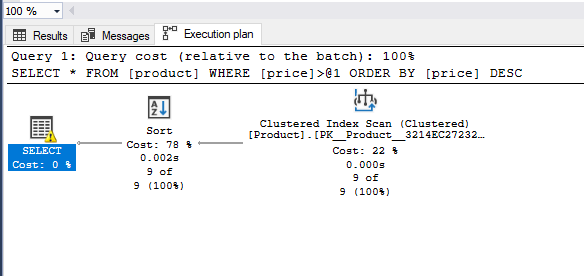 100 %
Results Messages Execution plan
Query 1: Query cost (relative to the batch): 100%
SELECT * FROM [product] WHERE [price]>@1 ORDER BY [price] DESC
SELECT
Cost: 0 %
Sort
Cost: 78 %
0.002s
9 of
9 (100%)
Clustered Index Scan (Clustered)
[Product].[PK__Product__3214EC27232…
Cost: 22 %
0.000s
9 of
9 (100%)